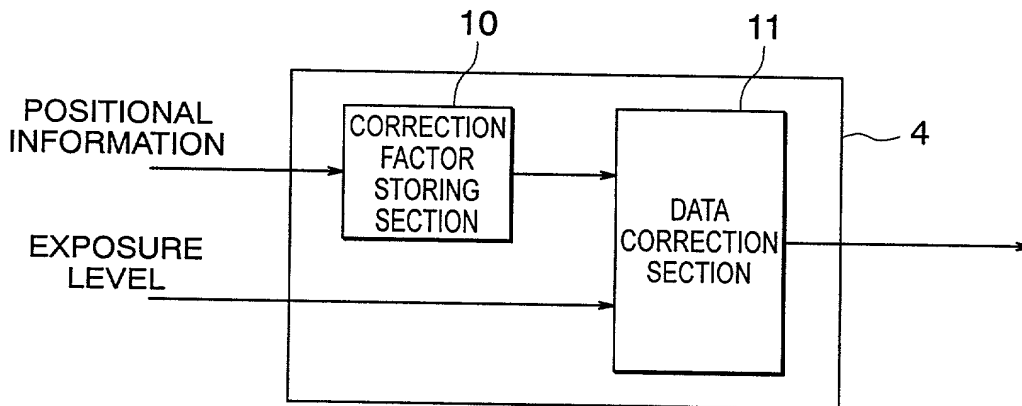 10
11
POSITIONAL
INFORMATION
CORRECTION
FACTOR
STORING
SECTION
4
DATA
CORRECTION
SECTION
EXPOSURE
LEVEL